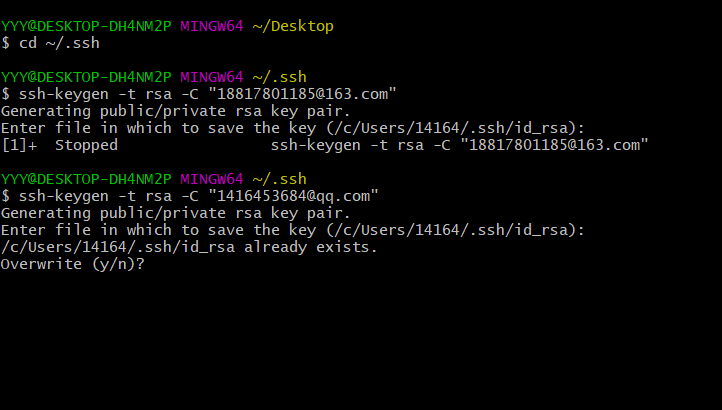 YYY@DESKTOP-DH4NM2P MINGW64 ~/Desktop
$ cd ~/.ssh
YYY@DESKTOP-DH4NM2P MINGW64 ~/.ssh
$ ssh-keygen -t rsa -C "18817801185@163.com"
Generating public/private rsa key pair.
Enter file in which to save the key (/c/Users/14164/.ssh/id_rsa):
[1]+  Stopped                 ssh-keygen -t rsa -C "18817801185@163.com"
YYY@DESKTOP-DH4NM2P MINGW64 ~/.ssh
$ ssh-keygen -t rsa -C "1416453684@qq.com"
Generating public/private rsa key pair.
Enter file in which to save the key (/c/Users/14164/.ssh/id_rsa):
/c/Users/14164/.ssh/id_rsa already exists.
Overwrite (y/n)?